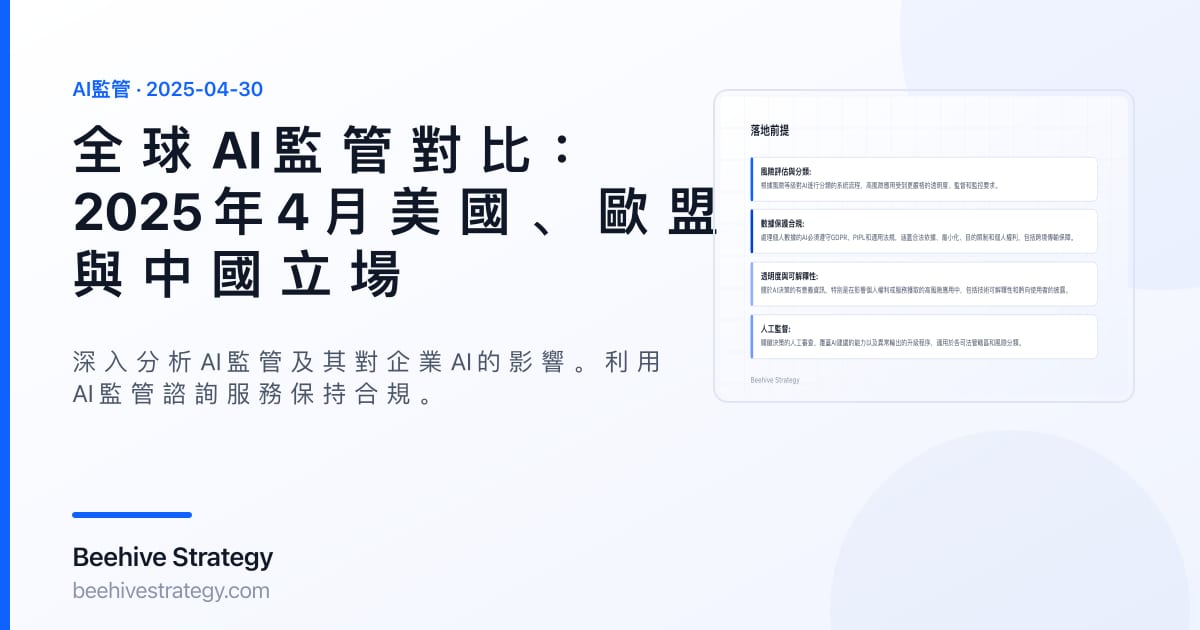 AI監管 · 2025-04-30
全球AI監管對比：
2025年4月美國、歐盟
與中國立場
深入分析AI監管及其對企業AI的影響。利用
AI監管諮詢服務保持合規。
Beehive Strategy
beehivestrategy.com
落地前提
風險評估與分類:
根據風險等級對AI進行分類的系統流程，高風險應用受到更嚴格的透明度、監督和監控要求。
數據保護合規:
處理個人數據的AI必須遵守GDPR、PIPL和適用法規，涵蓋合法依據、最小化、目的限制和個人權利，包括跨境傳輸保障。
透明度與可解釋性:
關於AI決策的有意義資訊，特別是在影響個人權利或服務獲取的高風險應用中，包括技術可解釋性和跨向使用者的披露。
人工監督:
關鍵決策的人工審查、覆蓋AI建議的能力以及異常輸出的升級程序，適用於各司法管轄區和風險分類。
Beehive Strategy